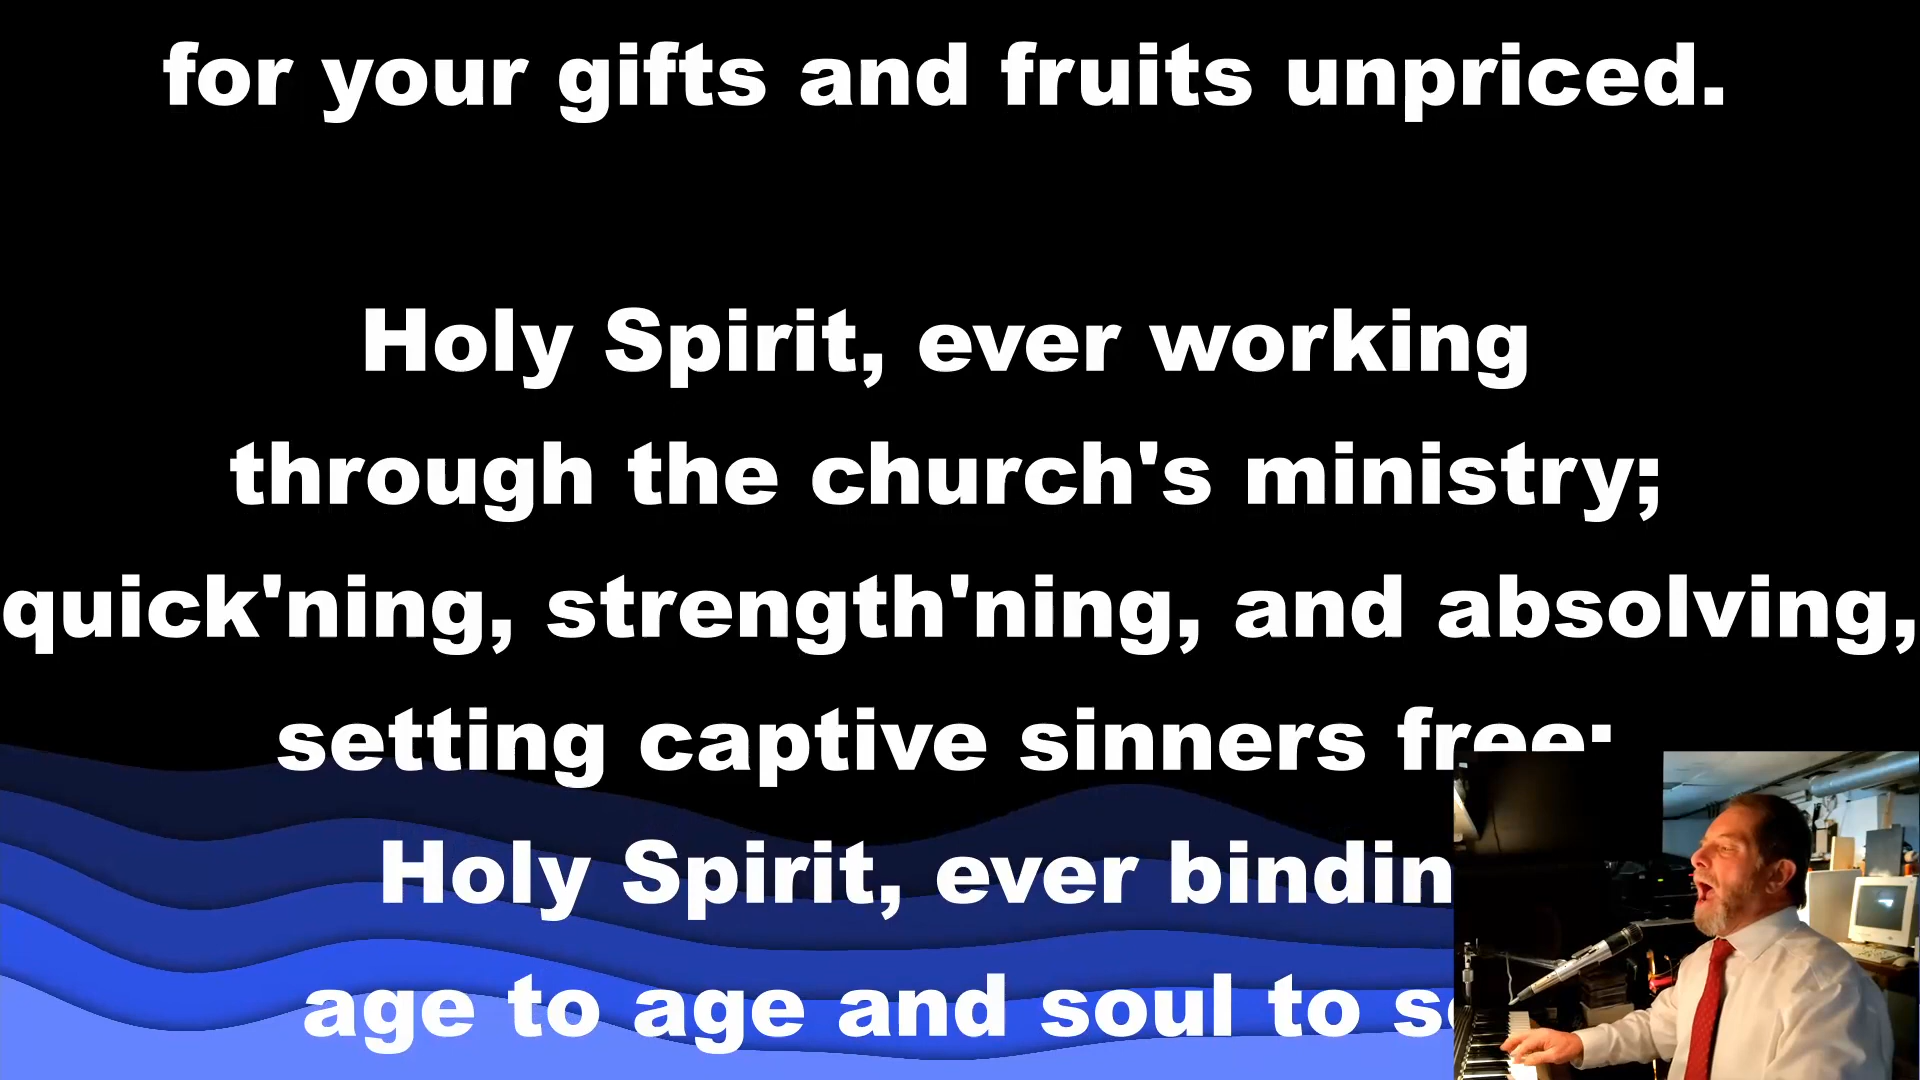 for your gifts and fruits unpriced.
Holy Spirit, ever working
through the church's ministry;
quick'ning, strength'ning, and absolving,
setting captive sinners free;
Holy Spirit, ever bindin
age to age and soul to